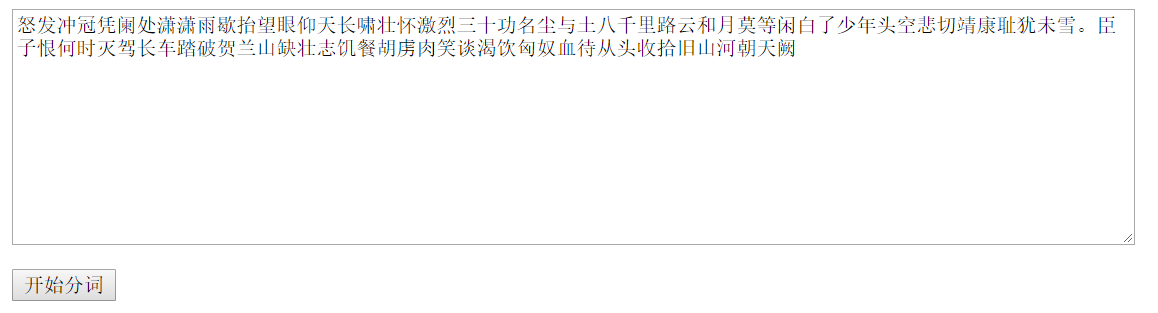 怒发冲冠凭阑处潇潇雨歇抬望眼仰天长啸壮怀激烈三十功名尘与土八千里路云和月莫等闲白了少年头空悲切靖康耻犹未雪。臣
子恨何时灭驾长车踏破贺兰山缺壮志饥餐胡虏肉笑谈渴饮匈奴血待从头收拾旧山河朝天阙
开始分词